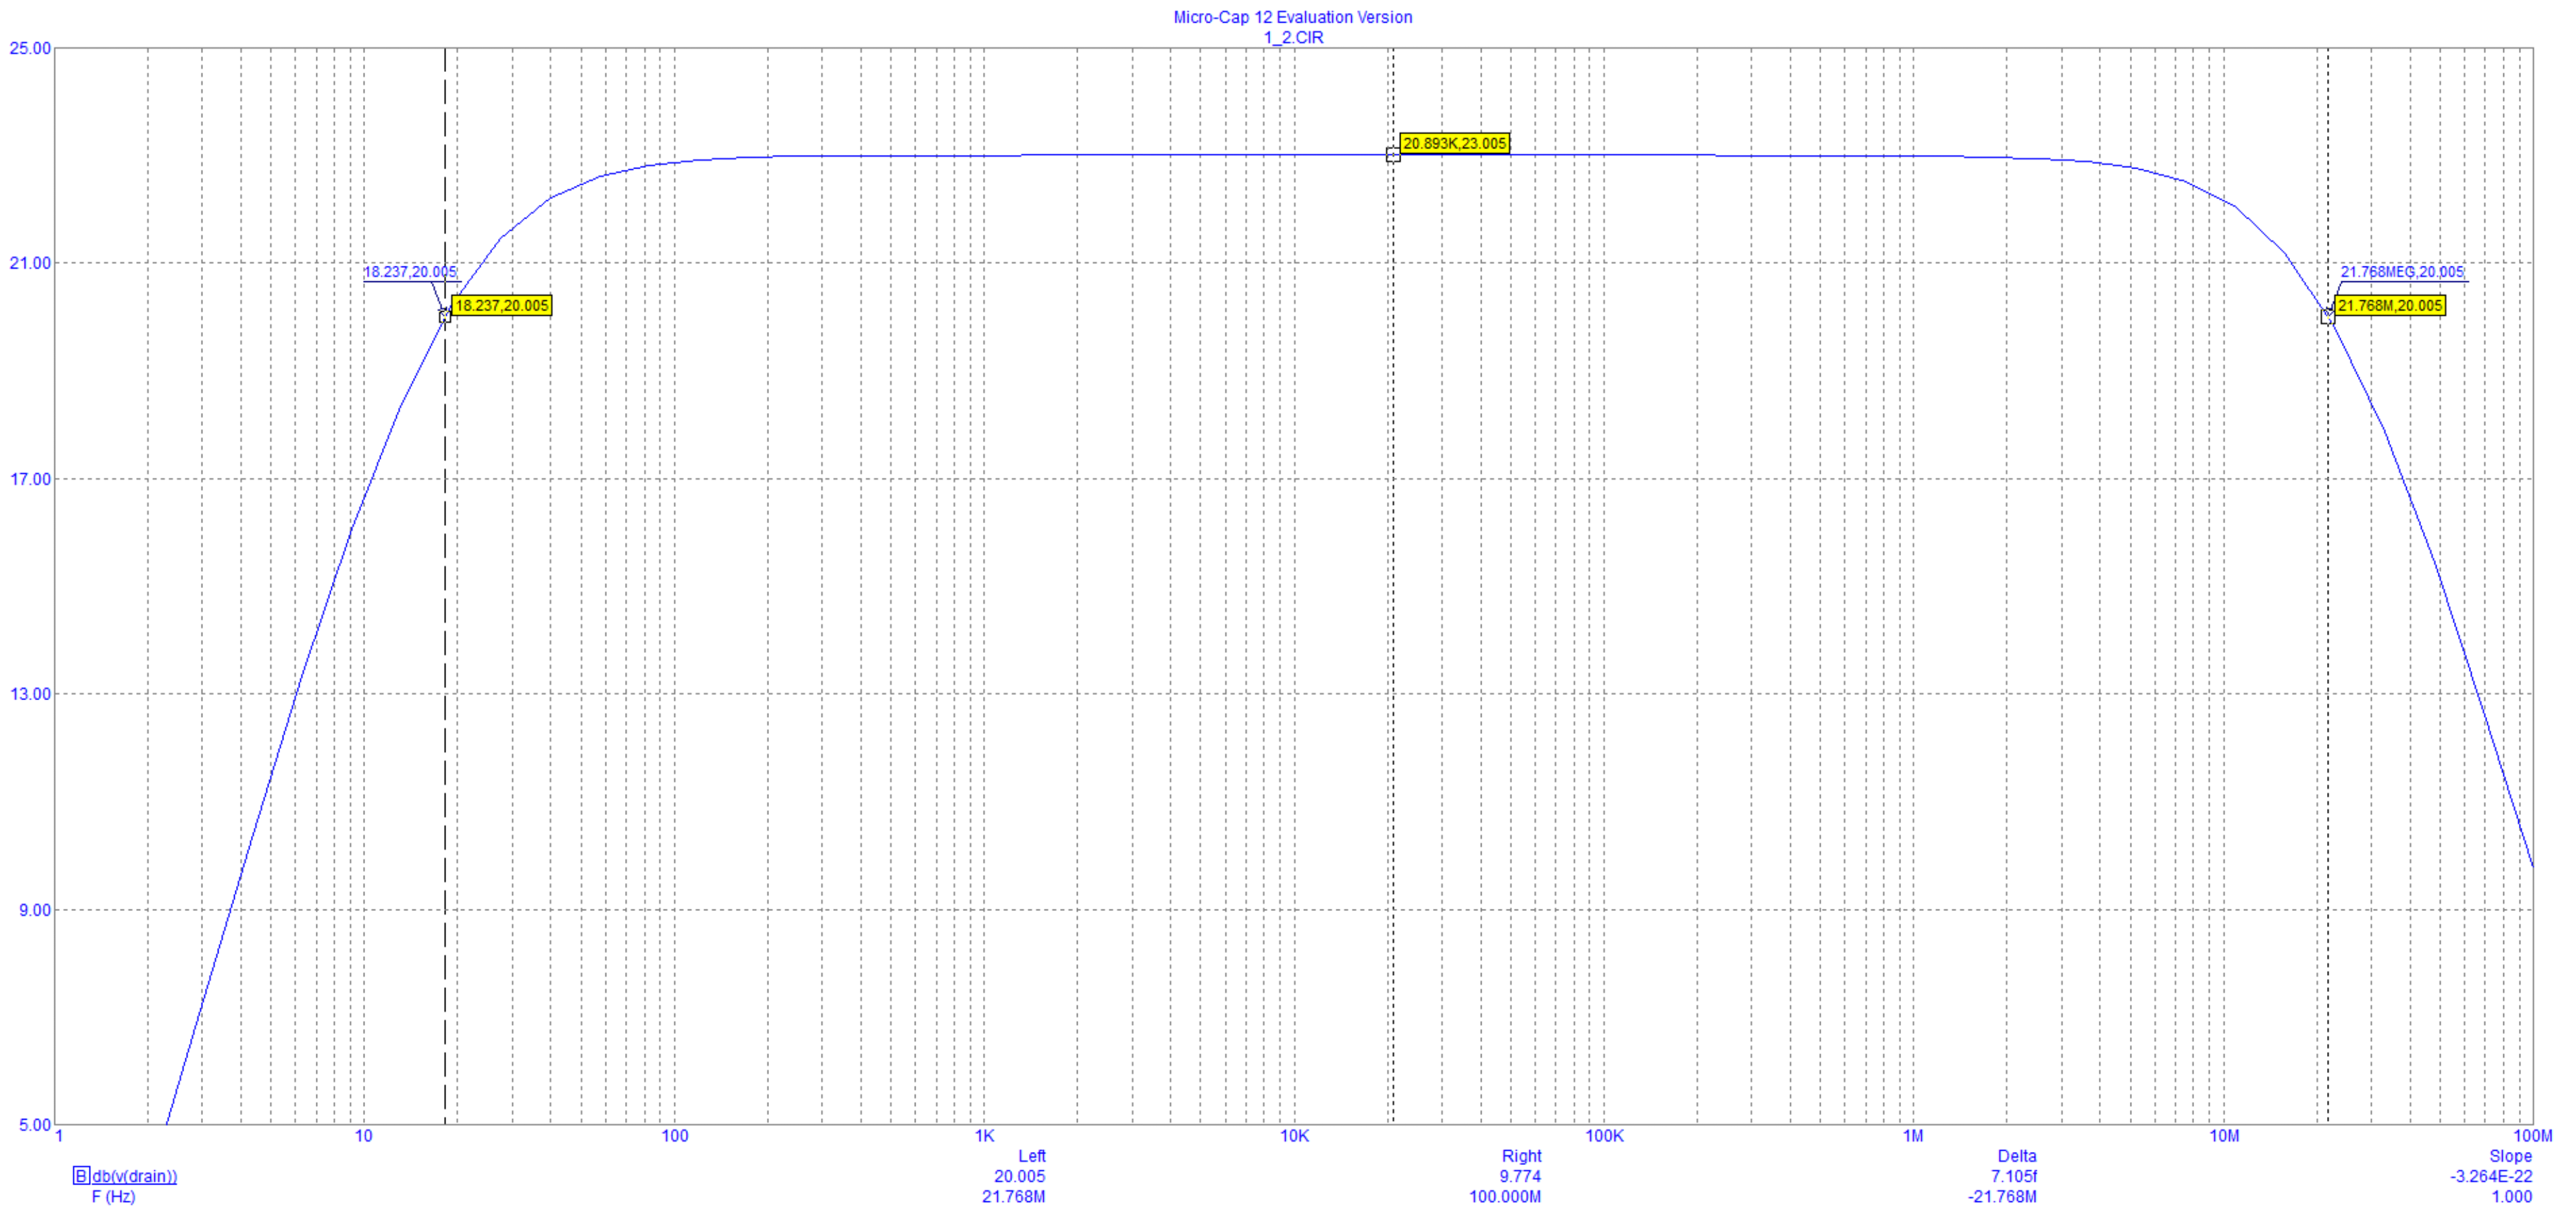 Micro-Cap 12 Evaluation Version
1_2.CIR
25.00
20.893K,23.005
21.00
18.237,20.005
21.768MEG,20.005
18.237,20.005
21.768M,20.005
17.00
13.00
9.00
5.00
1 10 100 1K 10K 100K 1M 10M 100M
Left Right Delta Slope
B db(v(drain)) 20.005 9.774 7.105f -3.264E-22
F (Hz) 21.768M 100.000M -21.768M 1.000